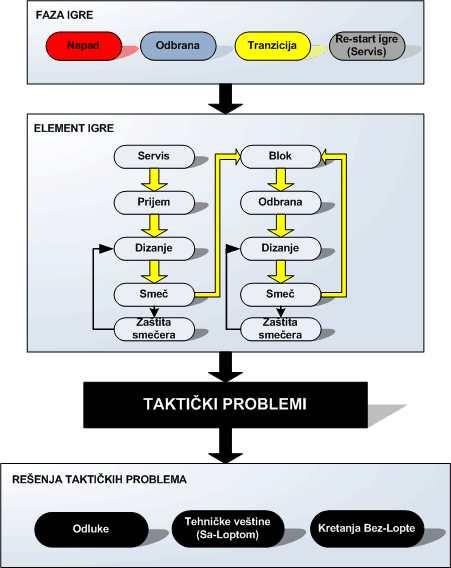 FAZA IGRE
Napad
Odbrana
Tranzicija
Re-start igre
(Servis)
ELEMENT IGRE
Servis
Prijem
Dizanje
Smeč
Zaštita
smečera
Blok
Odbrana
Dizanje
Smeč
Zaštita
smečera
TAKTIČKI PROBLEMI
REŠENJA TAKTIČKIH PROBLEMA
Odluke
Tehničke veštine
(Sa-Loptom)
Kretanja Bez-Lopte